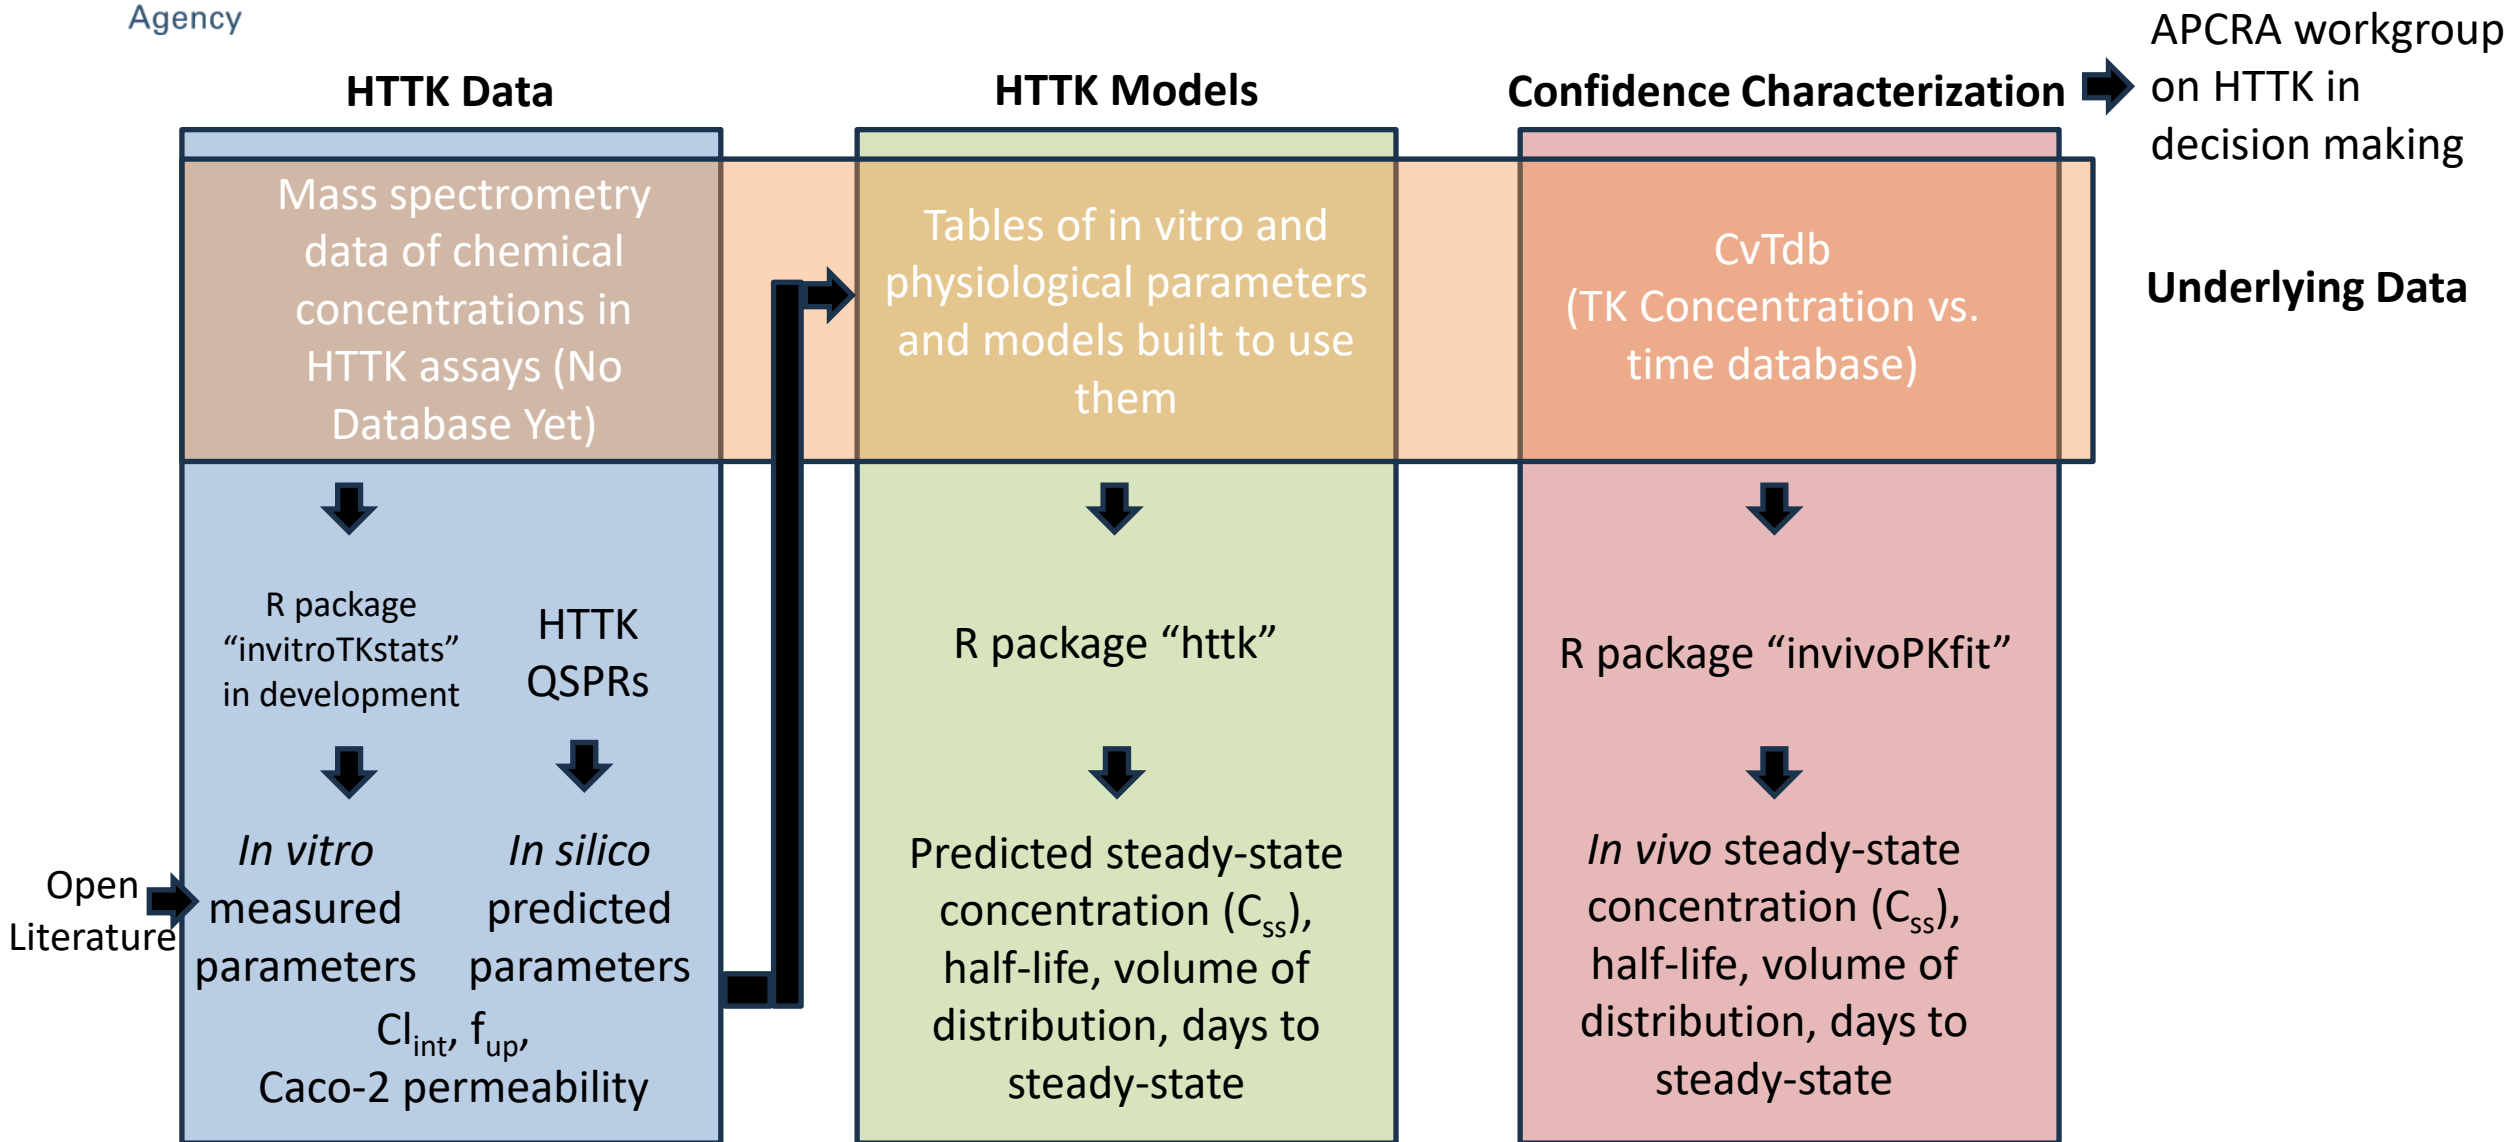 Agency
HTTK Data
Mass spectrometry
data of chemical
concentrations in
HTTK assays (No
Database Yet)
R package
“invitroTKstats”
in development
HTTK
QSPRs
Open
Literature
In vitro
measured
parameters
In silico
predicted
parameters
Cl_int, f_up,
Caco-2 permeability
HTTK Models
Tables of in vitro and
physiological parameters
and models built to use
them
R package “httk”
Predicted steady-state
concentration (C_ss),
half-life, volume of
distribution, days to
steady-state
Confidence Characterization
CvTdb
(TK Concentration vs.
time database)
R package “invivoPKfit”
In vivo steady-state
concentration (C_ss),
half-life, volume of
distribution, days to
steady-state
APCRA workgroup
on HTTK in
decision making
Underlying Data